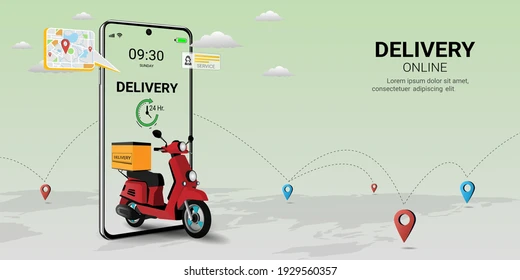 09:30
SUNDAY
DELIVERY
24 Hr.
SERVICE
DELIVERY
DELIVERY
ONLINE
Lorem ipsum dolor sit amet,
consectetuer adipiscing elit
shutterstock.com · 1929560357